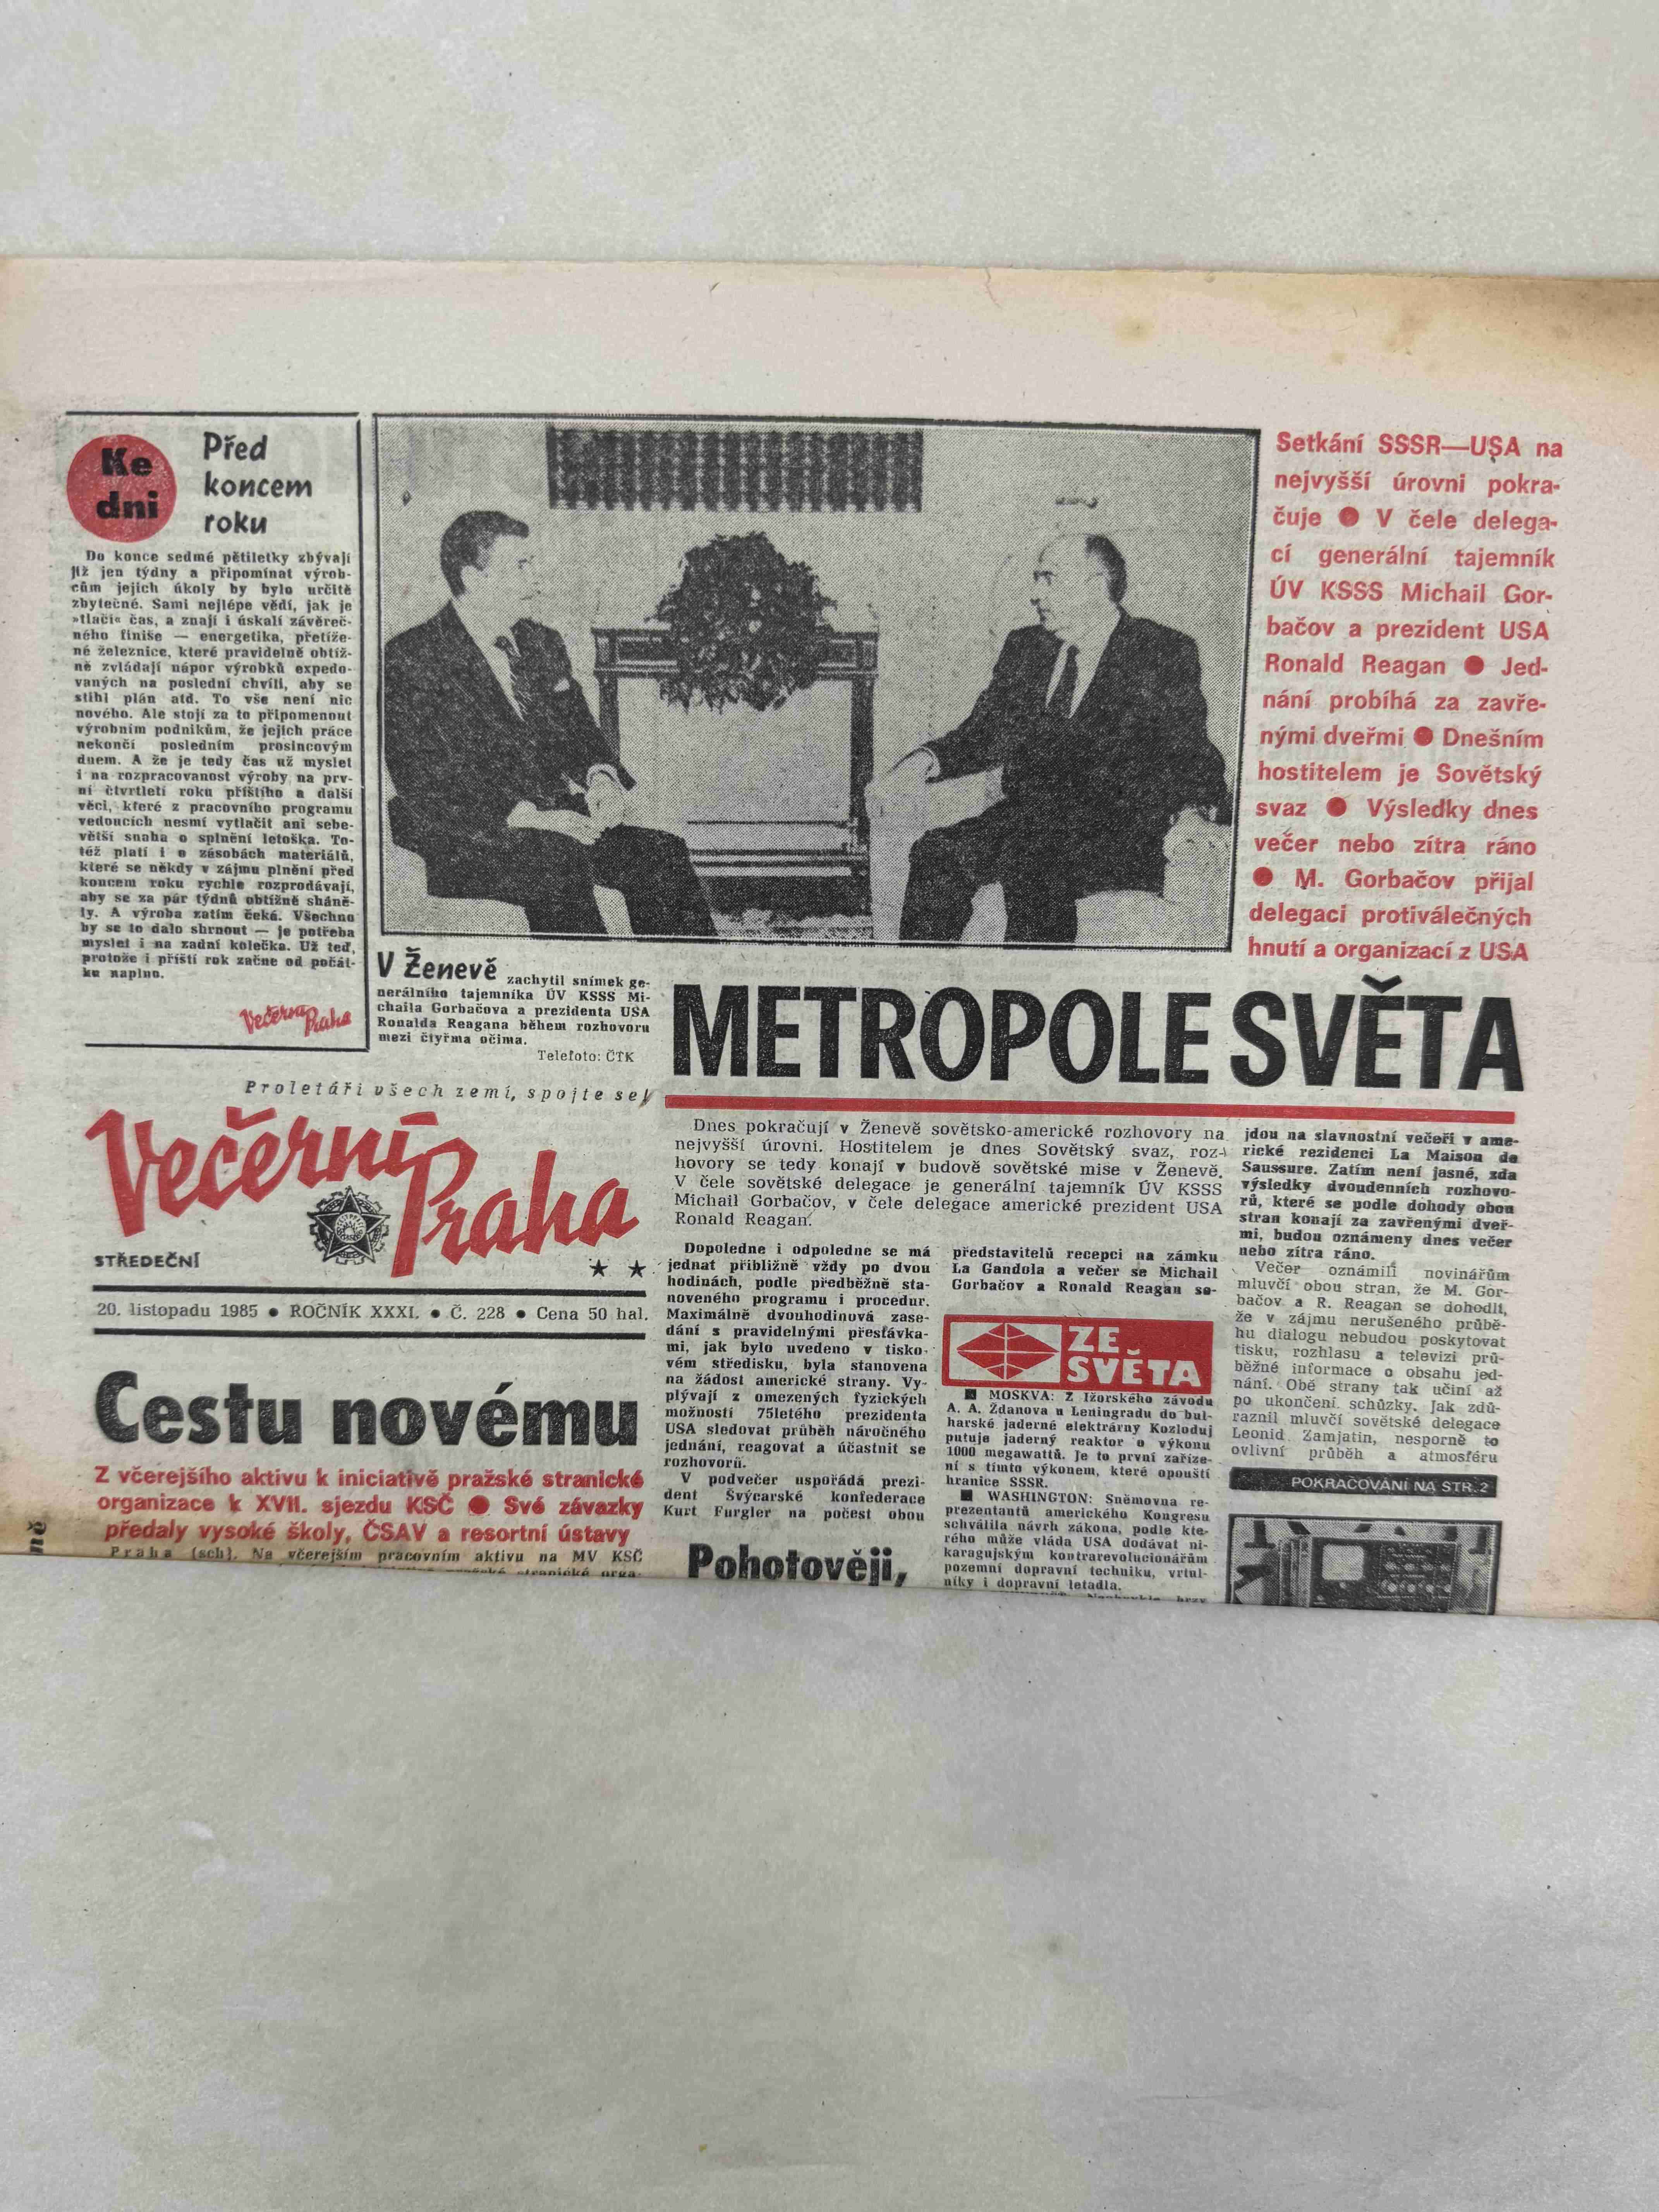 Ke
dni
Před
koncem
roku
Do konce sedmé pětiletky zbývají
již jen týdny a připomínat výrob-
cům jejich úkoly by bylo určitě
zbytečné. Sami nejlépe vědí, jak je
»tlačí« čas, a znají i úskalí závěreč-
ného finiše — energetika, přetíže-
né železnice, které pravidelně obtíž-
ně zvládají nápor výrobků expedo-
vaných na poslední chvíli, aby se
stihl plán atd. To vše není nic
nového. Ale stojí za to připomenout
výrobním podnikům, že jejich práce
nekončí posledním prosincovým
dnem. A že je tedy čas už myslet
i na rozpracovanost výroby na prv-
ní čtvrtletí roku příštího a další
věci, které z pracovního programu
vedoucích nesmí vytlačit ani sebe-
větší snaha o splnění letoška. To-
též platí i o zásobách materiálů,
které se někdy v zájmu plnění před
koncem roku rychle rozprodávají,
aby se za pár týdnů obtížně sháně-
ly. A výroba zatím čeká. Všechno
by se to dalo shrnout — je potřeba
myslet i na zadní kolečka. Už teď,
protože i příští rok začne od počát-
ku naplno.
Večerní Praha
V Ženevě zachytil snímek ge-
nerálního tajemníka ÚV KSSS Mi-
chaila Gorbačova a prezidenta USA
Ronalda Reagana během rozhovoru
mezi čtyřma očima.
Telefoto: ČTK
Setkání SSSR—USA na
nejvyšší úrovni pokra-
čuje ● V čele delega-
cí generální tajemník
ÚV KSSS Michail Gor-
bačov a prezident USA
Ronald Reagan ● Jed-
nání probíhá za zavře-
nými dveřmi ● Dnešním
hostitelem je Sovětský
svaz ● Výsledky dnes
večer nebo zítra ráno
● M. Gorbačov přijal
delegaci protiválečných
hnutí a organizací z USA
METROPOLE SVĚTA
Proletáři všech zemí, spojte se!
Večerní
Praha
STŘEDEČNÍ
★ ★
20. listopadu 1985 ● ROČNÍK XXXI. ● Č. 228 ● Cena 50 hal.
Cestu novému
Z včerejšího aktivu k iniciativě pražské stranické
organizace k XVII. sjezdu KSČ ● Své závazky
předaly vysoké školy, ČSAV a resortní ústavy
Praha (sch). Na včerejším pracovním aktivu na MV KSČ
Dnes pokračují v Ženevě sovětsko-americké rozhovory na
nejvyšší úrovni. Hostitelem je dnes Sovětský svaz, roz-
hovory se tedy konají v budově sovětské mise v Ženevě.
V čele sovětské delegace je generální tajemník ÚV KSSS
Michail Gorbačov, v čele delegace americké prezident USA
Ronald Reagan.
Dopoledne i odpoledne se má
jednat přibližně vždy po dvou
hodinách, podle předběžně sta-
noveného programu i procedur.
Maximálně dvouhodinová zase-
dání s pravidelnými přestávka-
mi, jak bylo uvedeno v tisko-
vém středisku, byla stanovena
na žádost americké strany. Vy-
plývají z omezených fyzických
možností 75letého prezidenta
USA sledovat průběh náročného
jednání, reagovat a účastnit se
rozhovorů.
V podvečer uspořádá prezi-
dent Švýcarské konfederace
Kurt Furgler na počest obou
představitelů recepci na zámku
La Gandola a večer se Michail
Gorbačov a Ronald Reagan se-
jdou na slavnostní večeři v ame-
rické rezidenci La Maison de
Saussure. Zatím není jasné, zda
výsledky dvoudenních rozhovo-
rů, které se podle dohody obou
stran konají za zavřenými dveř-
mi, budou oznámeny dnes večer
nebo zítra ráno.
Večer oznámili novinářům
mluvčí obou stran, že M. Gor-
bačov a R. Reagan se dohodli,
že v zájmu nerušeného průbě-
hu dialogu nebudou poskytovat
tisku, rozhlasu a televizi prů-
běžné informace o obsahu jed-
nání. Obě strany tak učiní až
po ukončení schůzky. Jak zdů-
raznil mluvčí sovětské delegace
Leonid Zamjatin, nesporně to
ovlivní průběh a atmosféru
POKRAČOVÁNÍ NA STR. 2
ZE
SVĚTA
■ MOSKVA: Z Ižorského závodu
A. A. Ždanova u Leningradu do bul-
harské jaderné elektrárny Kozloduj
putuje jaderný reaktor o výkonu
1000 megawattů. Je to první zaříze-
ní s tímto výkonem, které opouští
hranice SSSR.
■ WASHINGTON: Sněmovna re-
prezentantů amerického Kongresu
schválila návrh zákona, podle kte-
rého může vláda USA dodávat ni-
karagujským kontrarevolucionářům
pozemní dopravní techniku, vrtul-
níky i dopravní letadla.
Pohotověji,